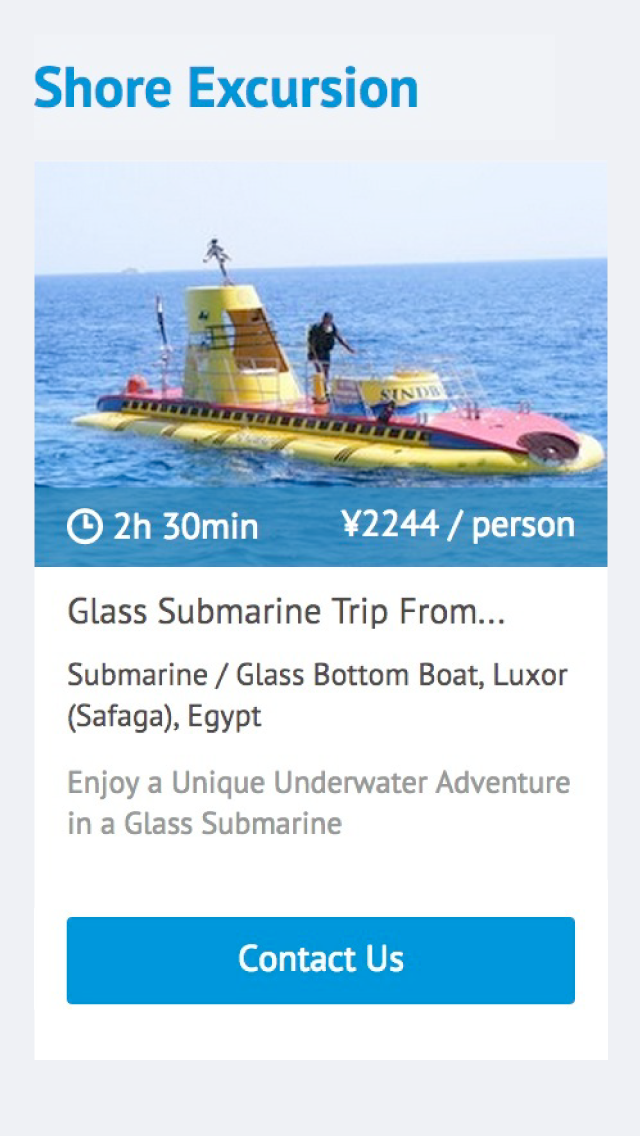 Shore Excursion
SINDB
2h 30min
¥2244 / person
Glass Submarine Trip From...
Submarine / Glass Bottom Boat, Luxor
(Safaga), Egypt
Enjoy a Unique Underwater Adventure
in a Glass Submarine
Contact Us